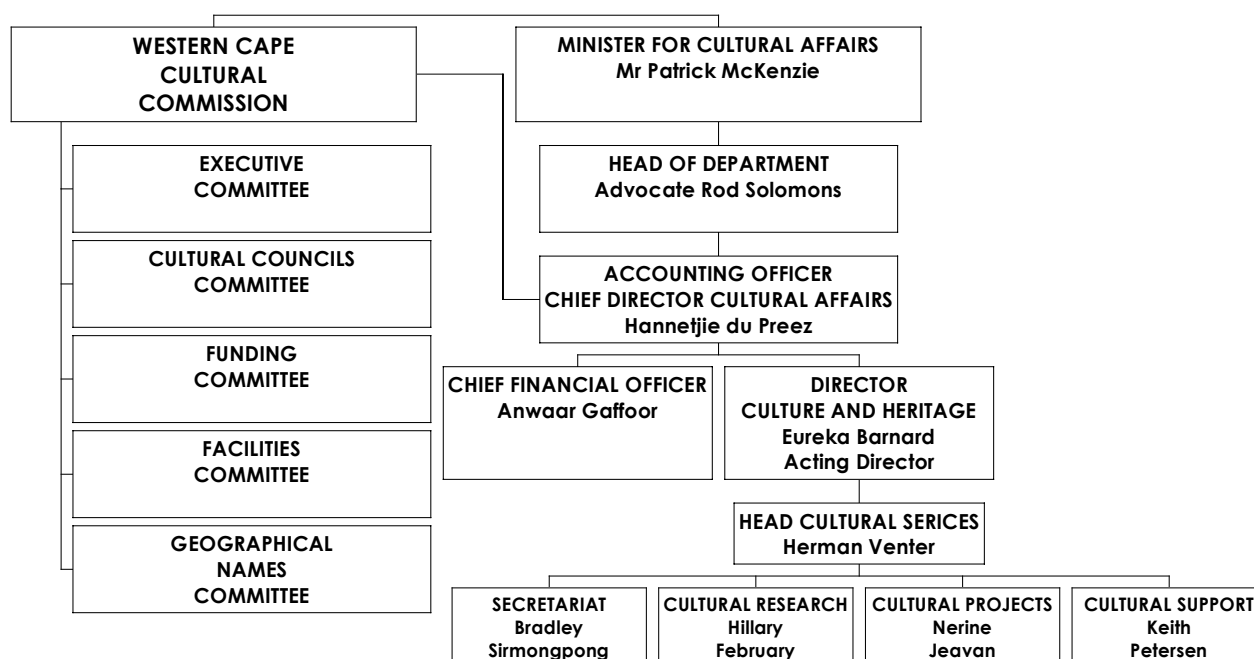 WESTERN CAPE
CULTURAL
COMMISSION
EXECUTIVE
COMMITTEE
CULTURAL COUNCILS
COMMITTEE
FUNDING
COMMITTEE
FACILITIES
COMMITTEE
GEOGRAPHICAL
NAMES
COMMITTEE
MINISTER FOR CULTURAL AFFAIRS
Mr Patrick McKenzie
HEAD OF DEPARTMENT
Advocate Rod Solomons
ACCOUNTING OFFICER
CHIEF DIRECTOR CULTURAL AFFAIRS
Hannetjie du Preez
CHIEF FINANCIAL OFFICER
Anwaar Gaffoor
DIRECTOR
CULTURE AND HERITAGE
Eureka Barnard
Acting Director
HEAD CULTURAL SERICES
Herman Venter
SECRETARIAT
Bradley
Sirmongpong
CULTURAL RESEARCH
Hillary
February
CULTURAL PROJECTS
Nerine
Jeavan
CULTURAL SUPPORT
Keith
Petersen